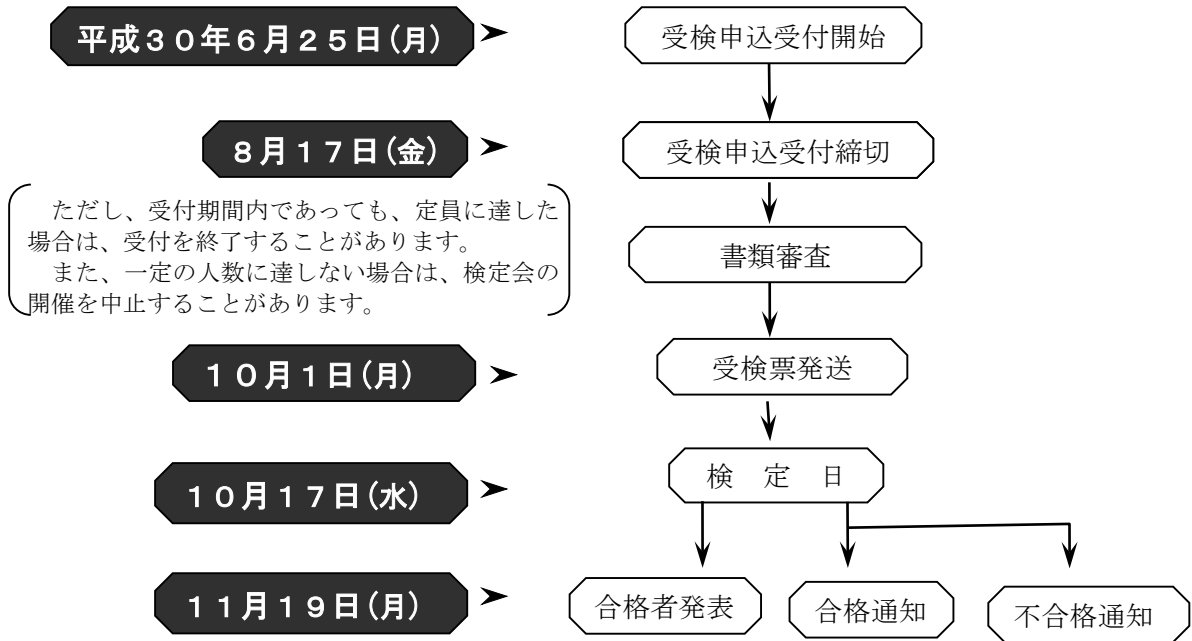 平成３０年６月２５日(月)
受検申込受付開始
８月１７日(金)
受検申込受付締切
ただし、受付期間内であっても、定員に達した
場合は、受付を終了することがあります。
また、一定の人数に達しない場合は、検定会の
開催を中止することがあります。
書類審査
１０月１日(月)
受検票発送
１０月１７日(水)
検　定　日
１１月１９日(月)
合格者発表
合格通知
不合格通知